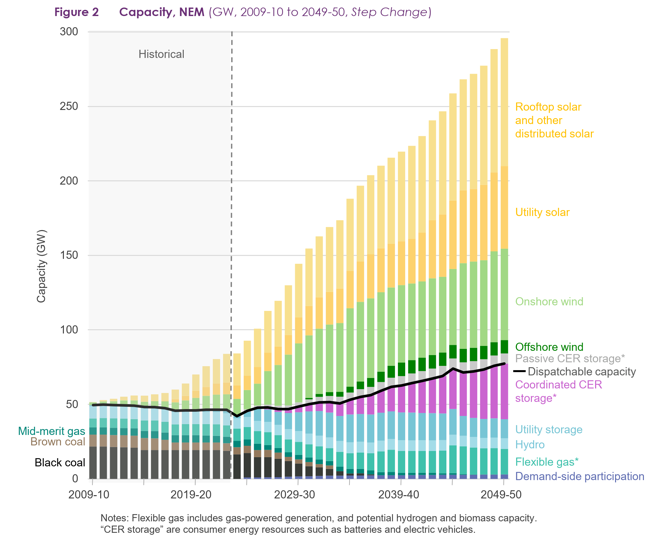 Figure 2 Capacity, NEM (GW, 2009-10 to 2049-50, Step Change)
300
Historical
250
Rooftop solar
and other
distributed solar
200
Utility solar
150
Capacity (GW)
Onshore wind
100
Offshore wind
Passive CER storage*
Dispatchable capacity
Coordinated CER
storage*
50
Mid-merit gas
Utility storage
Brown coal
Hydro
Black coal
Flexible gas*
0
Demand-side participation
2009-10 2019-20 2029-30 2039-40 2049-50
Notes: Flexible gas includes gas-powered generation, and potential hydrogen and biomass capacity.
“CER storage” are consumer energy resources such as batteries and electric vehicles.